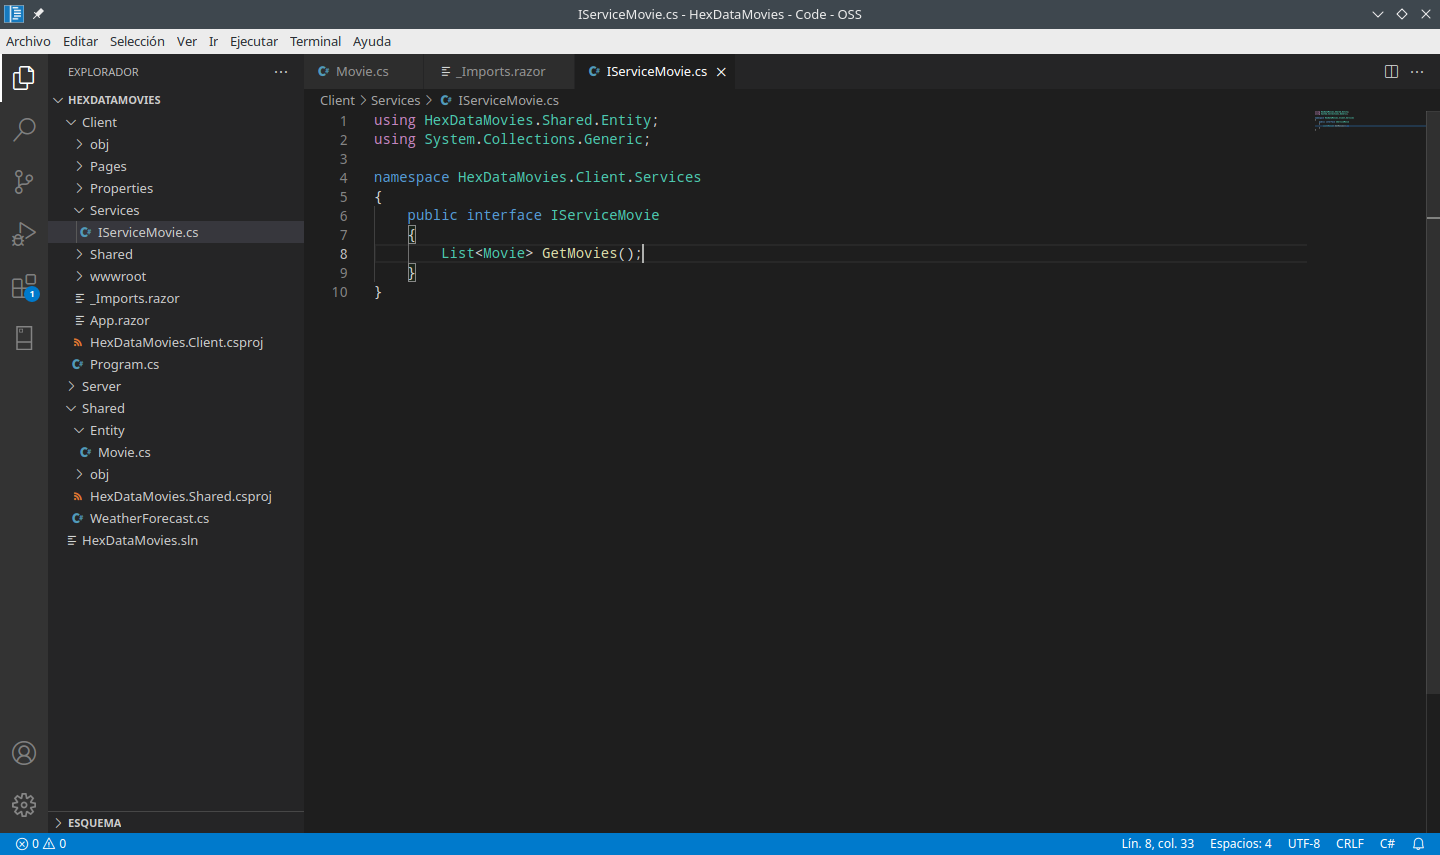 IServiceMovie.cs - HexDataMovies - Code - OSS
Archivo Editar Selección Ver Ir Ejecutar Terminal Ayuda
EXPLORADOR
HEXDATAMOVIES
Client
obj
Pages
Properties
Services
IServiceMovie.cs
Shared
wwwroot
_Imports.razor
App.razor
HexDataMovies.Client.csproj
Program.cs
Server
Shared
Entity
Movie.cs
obj
HexDataMovies.Shared.csproj
WeatherForecast.cs
HexDataMovies.sln
ESQUEMA
1
Movie.cs _Imports.razor IServiceMovie.cs
Client > Services > IServiceMovie.cs
1 using HexDataMovies.Shared.Entity;
2 using System.Collections.Generic;
3
4 namespace HexDataMovies.Client.Services
5 {
6 public interface IServiceMovie
7 {
8 List<Movie> GetMovies();
9 }
10 }
0 0 Lín. 8, col. 33 Espacios: 4 UTF-8 CRLF C#